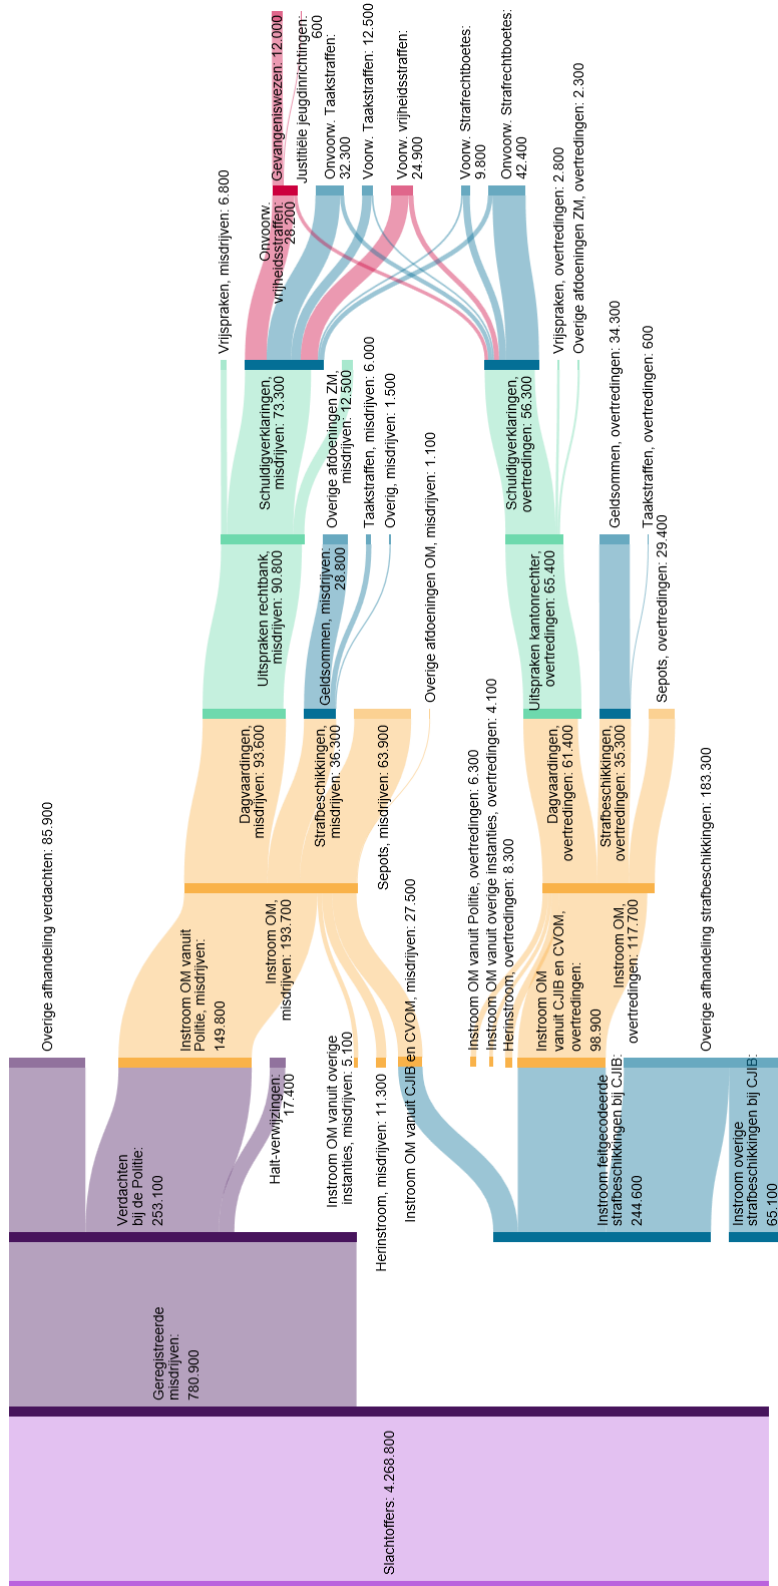 Slachtoffers: 4.268.800
Geregistreerde
misdrijven:
780.900
Verdachten
bij de Politie:
253.100
Overige afhandeling verdachten: 85.900
Instroom OM vanuit
Politie, misdrijven:
149.800
Halt-verwijzingen:
17.400
Instroom OM vanuit overige
instanties, misdrijven: 5.100
Herinstroom, misdrijven: 11.300
Instroom OM vanuit CJIB en CVOM, misdrijven: 27.500
Instroom feitgecodeerde
strafbeschikkingen bij CJIB:
244.600
Instroom overige
strafbeschikkingen bij CJIB:
65.100
Instroom OM vanuit Politie, overtredingen: 6.300
Instroom OM vanuit overige instanties, overtredingen: 4.100
Herinstroom, overtredingen: 8.300
Instroom OM
vanuit CJIB en CVOM,
overtredingen:
98.900
Overige afhandeling strafbeschikkingen: 183.300
Instroom OM,
misdrijven: 193.700
Instroom OM,
overtredingen: 117.700
Dagvaardingen,
misdrijven: 93.600
Strafbeschikkingen,
misdrijven: 36.300
Sepots, misdrijven: 63.900
Overige afdoeningen OM, misdrijven: 1.100
Dagvaardingen,
overtredingen: 61.400
Strafbeschikkingen,
overtredingen: 35.300
Sepots, overtredingen: 29.400
Uitspraken rechtbank,
misdrijven: 90.800
Geldsommen, misdrijven:
28.800
Taakstraffen, misdrijven: 6.000
Overig, misdrijven: 1.500
Uitspraken kantonrechter,
overtredingen: 65.400
Geldsommen, overtredingen: 34.300
Taakstraffen, overtredingen: 600
Vrijspraken, misdrijven: 6.800
Schuldigverklaringen,
misdrijven: 73.300
Overige afdoeningen ZM,
misdrijven: 12.500
Schuldigverklaringen,
overtredingen: 56.300
Vrijspraken, overtredingen: 2.800
Overige afdoeningen ZM, overtredingen: 2.300
Onvoorw.
vrijheidsstraffen:
28.200
Gevangeniswezen: 12.000
Justitiële jeugdinrichtingen:
600
Onvoorw. Taakstraffen:
32.300
Voorw. Taakstraffen: 12.500
Voorw. vrijheidsstraffen:
24.900
Voorw. Strafrechtboetes:
9.800
Onvoorw. Strafrechtboetes:
42.400